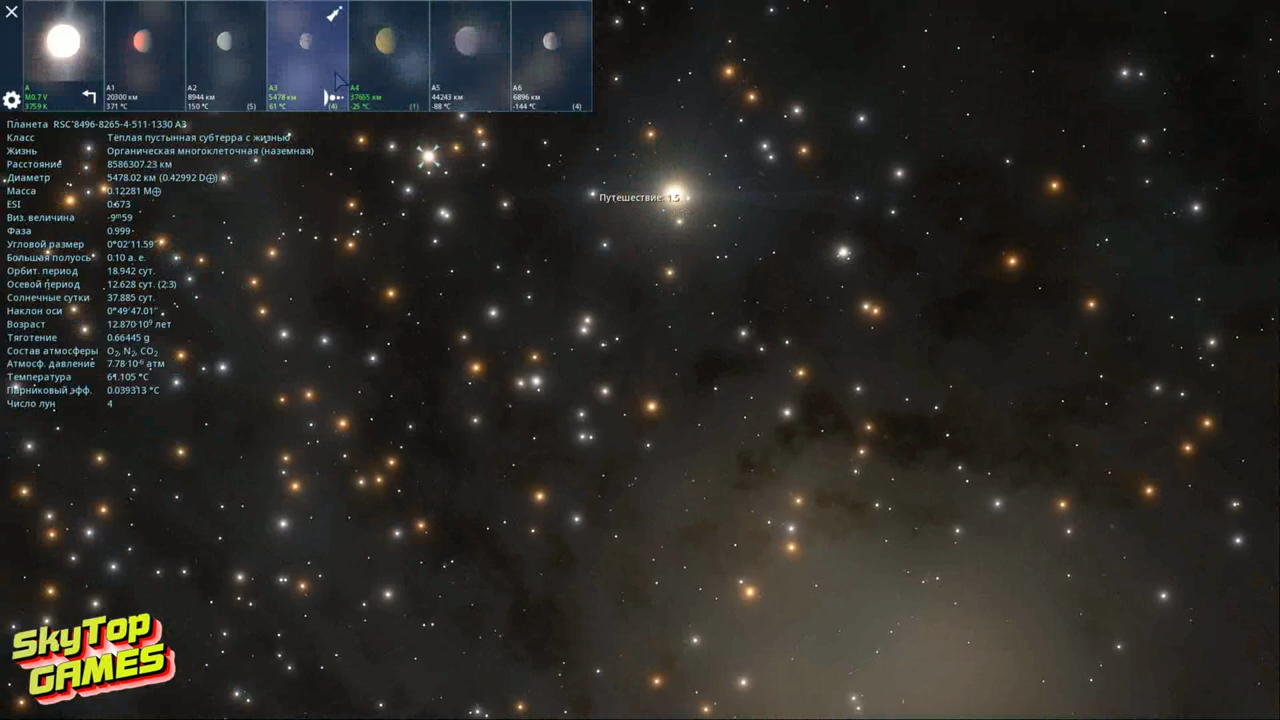 A
M0.7 V
3759 K
A1
20300 км
371 °C
A2
8944 км
150 °C (5)
A3
5478 км
61 °C (4)
A4
37655 км
-25 °C (1)
A5
44243 км
-88 °C
A6
6896 км
-144 °C (4)
Планета RSC 8496-8265-4-511-1330 A3
Класс Тёплая пустынная субтерра с жизнью
Жизнь Органическая многоклеточная (наземная)
Расстояние 8586307.23 км
Диаметр 5478.02 км (0.42992 D⊕)
Масса 0.12281 M⊕
ESI 0.673
Виз. величина -9ᵐ59
Фаза 0.999
Угловой размер 0°02'11.59"
Большая полуось 0.10 а. е.
Орбит. период 18.942 сут.
Осевой период 12.628 сут. (2:3)
Солнечные сутки 37.885 сут.
Наклон оси 0°49'47.01"
Возраст 12.870·10⁹ лет
Тяготение 0.66445 g
Состав атмосферы O₂, N₂, CO₂
Атмосф. давление 7.78·10⁻⁶ атм
Температура 61.105 °C
Парниковый эфф. 0.039313 °C
Число лун 4
Путешествие: 1.5
SkyTop
GAMES